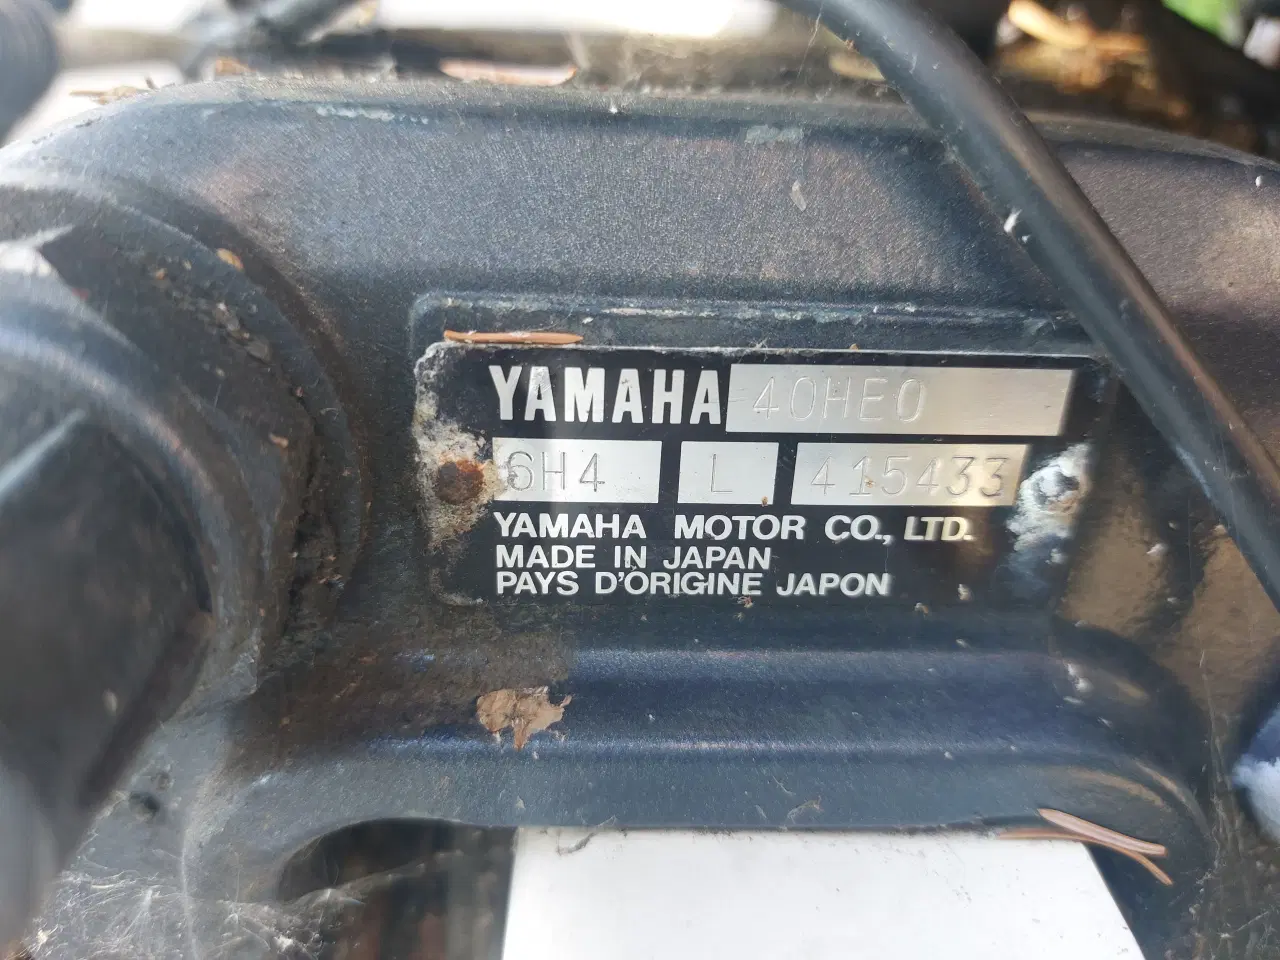 YAMAHA 40HEO
6H4 L 415433
YAMAHA MOTOR CO., LTD.
MADE IN JAPAN
PAYS D'ORIGINE JAPON